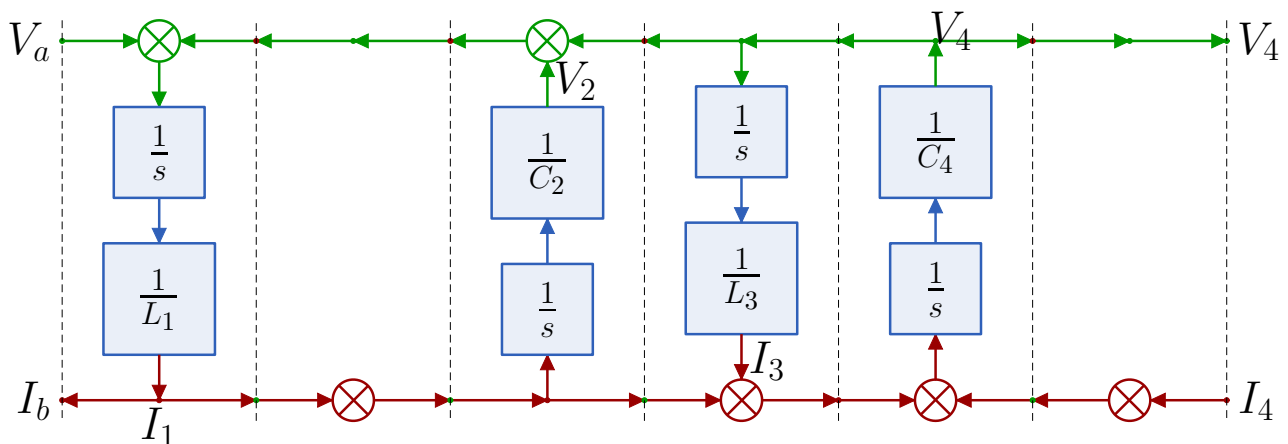 V_a V_4 V_4
V_2
1/s 1/C_2 1/s 1/C_4
1/L_1 1/s 1/L_3 1/s
I_3
I_b I_4
I_1